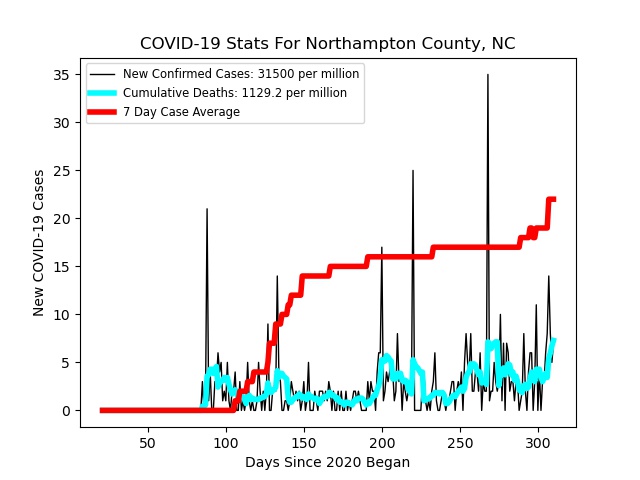 COVID-19 Stats For Northampton County, NC
New Confirmed Cases: 31500 per million
Cumulative Deaths: 1129.2 per million
7 Day Case Average
35
30
25
20
15
10
5
0
New COVID-19 Cases
50 100 150 200 250 300
Days Since 2020 Began